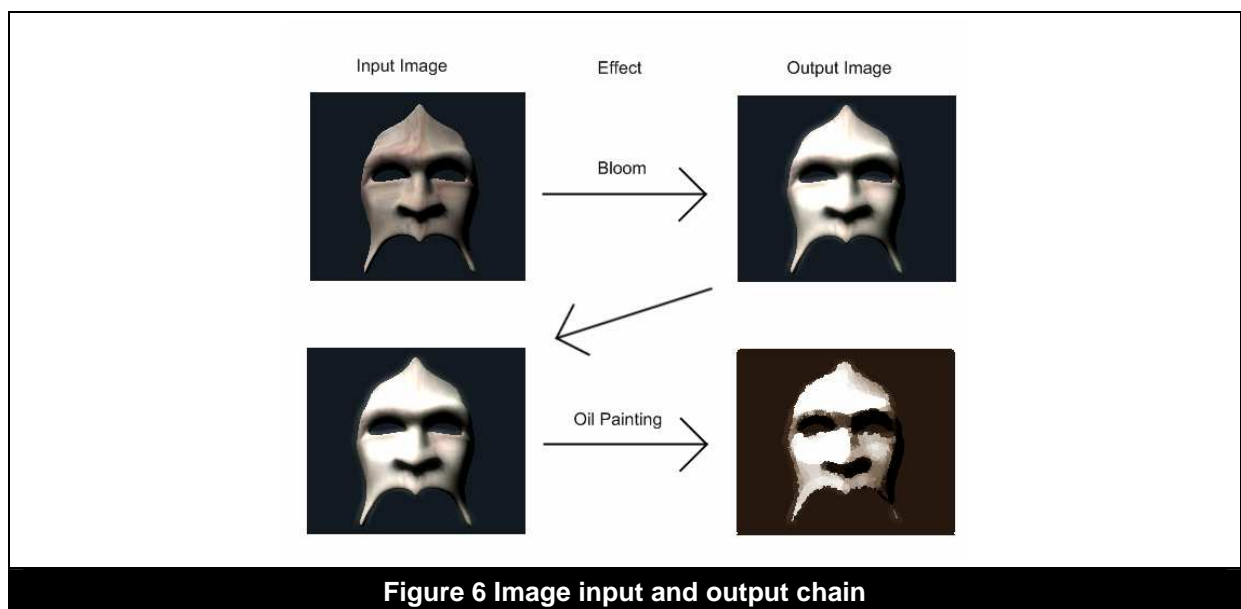 Input Image Effect Output Image
Bloom
Oil Painting
Figure 6 Image input and output chain